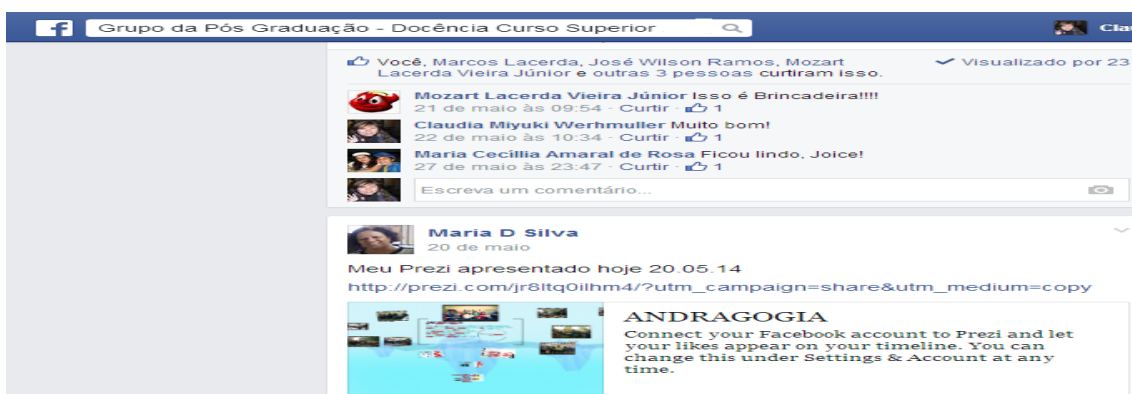 f Grupo da Pós Graduação - Docência Curso Superior Cla
Você, Marcos Lacerda, José Wilson Ramos, Mozart Lacerda Vieira Júnior e outras 3 pessoas curtiram isso.
Visualizado por 23
Mozart Lacerda Vieira Júnior Isso é Brincadeira!!!!
21 de maio às 09:54 · Curtir · 1
Claudia Miyuki Werhmuller Muito bom!
22 de maio às 10:34 · Curtir · 1
Maria Cecíllia Amaral de Rosa Ficou lindo, Joice!
27 de maio às 23:47 · Curtir · 1
Escreva um comentário...
Maria D Silva
20 de maio
Meu Prezi apresentado hoje 20.05.14
http://prezi.com/jr8ltq0ilhm4/?utm_campaign=share&utm_medium=copy
ANDRAGOGIA
Connect your Facebook account to Prezi and let
your likes appear on your timeline. You can
change this under Settings & Account at any
time.